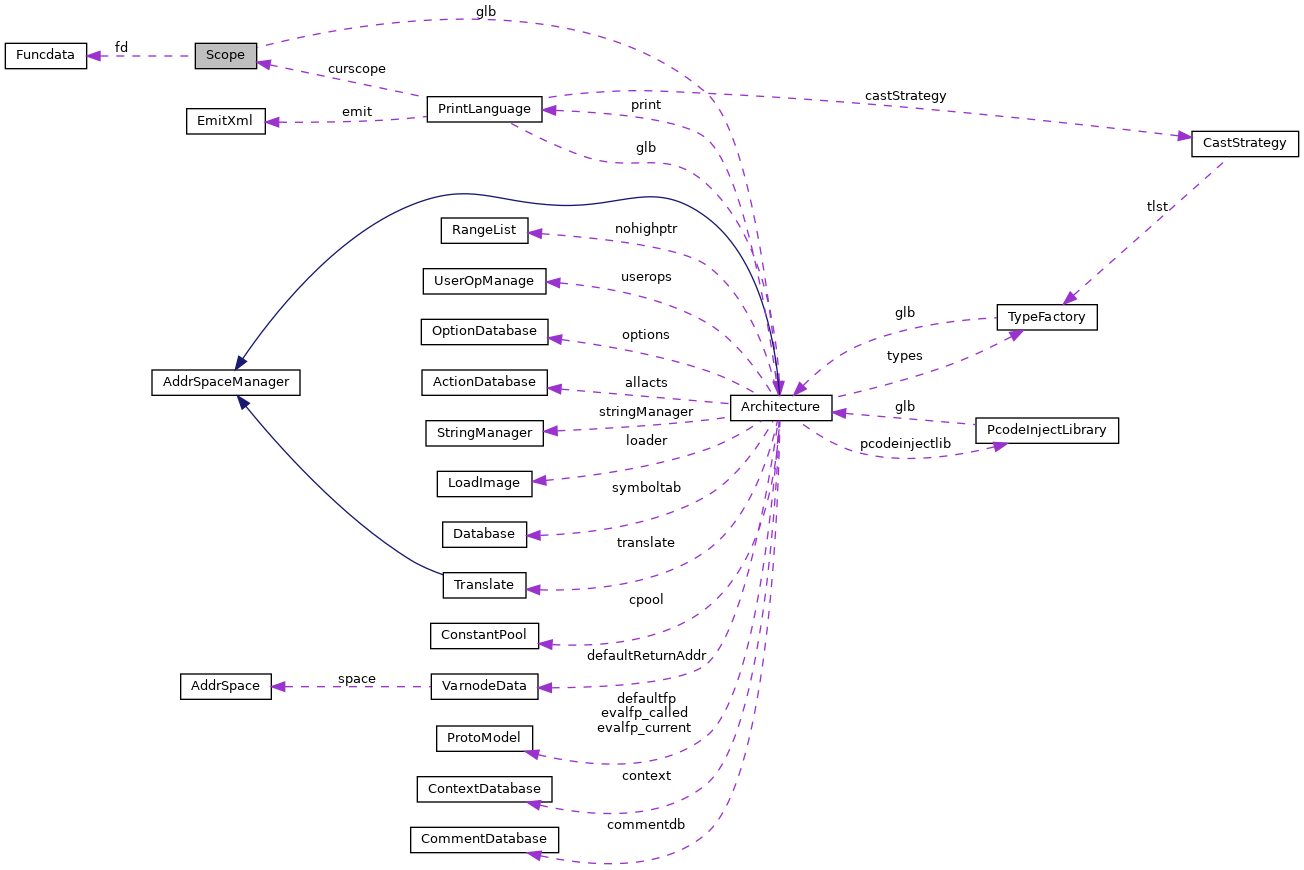 glb
Funcdata
fd
Scope
curscope
PrintLanguage
castStrategy
print
EmitXml
emit
glb
CastStrategy
tlst
RangeList
nohighptr
UserOpManage
userops
OptionDatabase
options
glb
TypeFactory
types
AddrSpaceManager
ActionDatabase
allacts
Architecture
glb
stringManager
StringManager
loader
pcodeinjectlib
PcodeInjectLibrary
LoadImage
symboltab
Database
translate
Translate
cpool
ConstantPool
defaultReturnAddr
AddrSpace
space
VarnodeData
defaultfp
evalfp_called
evalfp_current
ProtoModel
context
ContextDatabase
commentdb
CommentDatabase